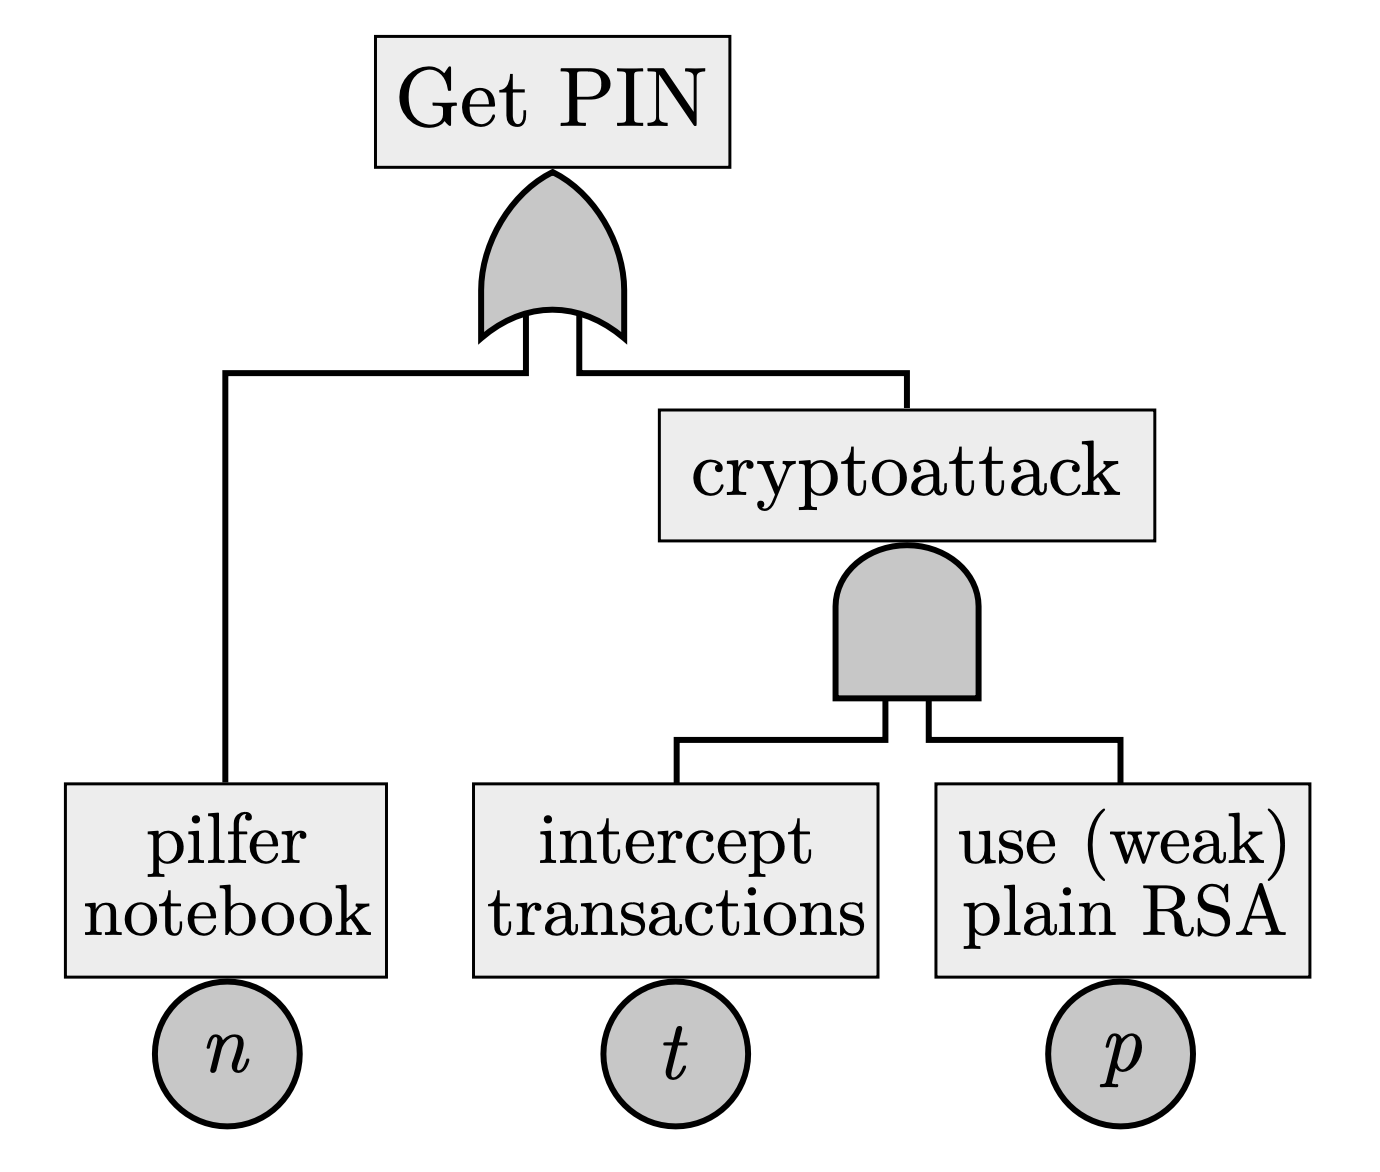 Get PIN
cryptoattack
pilfer
notebook
intercept
transactions
use (weak)
plain RSA
n
t
p